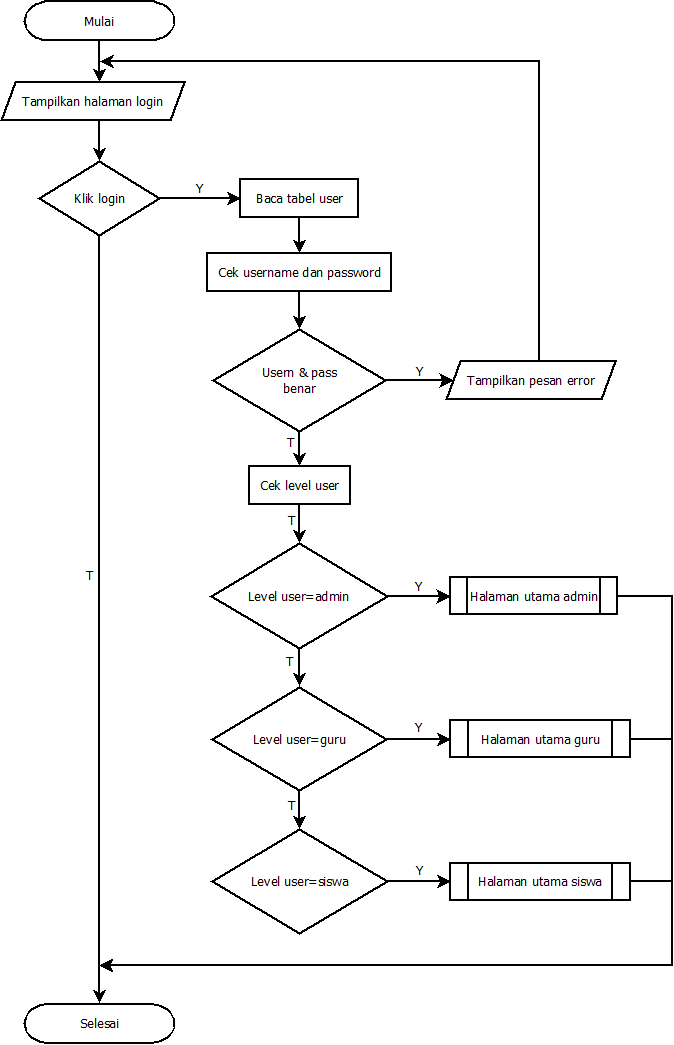 Mulai
Tampilkan halaman login
Klik login
Y
Baca tabel user
Cek username dan password
Usern & pass
benar
Y
Tampilkan pesan error
T
Cek level user
T
T
Level user=admin
Y
Halaman utama admin
T
Level user=guru
Y
Halaman utama guru
T
Level user=siswa
Y
Halaman utama siswa
Selesai